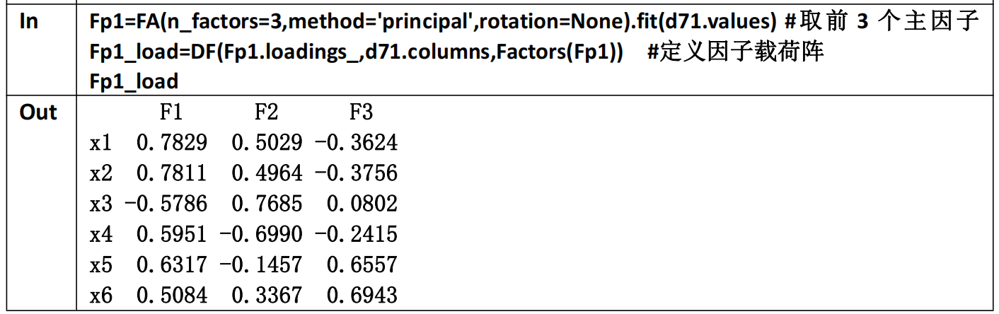 In
Fp1=FA(n_factors=3,method='principal',rotation=None).fit(d71.values) #取前 3 个主因子
Fp1_load=DF(Fp1.loadings_,d71.columns,Factors(Fp1)) #定义因子载荷阵
Fp1_load
Out
F1 F2 F3
x1 0.7829 0.5029 -0.3624
x2 0.7811 0.4964 -0.3756
x3 -0.5786 0.7685 0.0802
x4 0.5951 -0.6990 -0.2415
x5 0.6317 -0.1457 0.6557
x6 0.5084 0.3367 0.6943